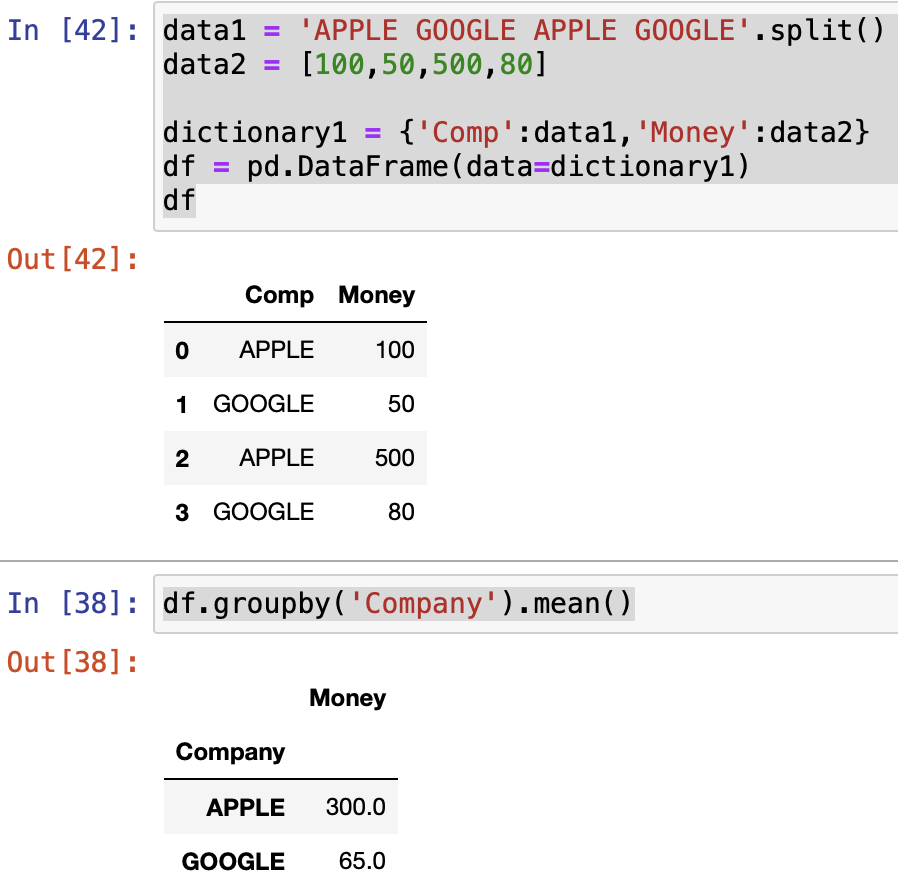 In [42]: data1 = 'APPLE GOOGLE APPLE GOOGLE'.split()
data2 = [100,50,500,80]
dictionary1 = {'Comp':data1,'Money':data2}
df = pd.DataFrame(data=dictionary1)
df
Out[42]:
Comp Money
0 APPLE 100
1 GOOGLE 50
2 APPLE 500
3 GOOGLE 80
In [38]: df.groupby('Company').mean()
Out[38]:
Money
Company
APPLE 300.0
GOOGLE 65.0